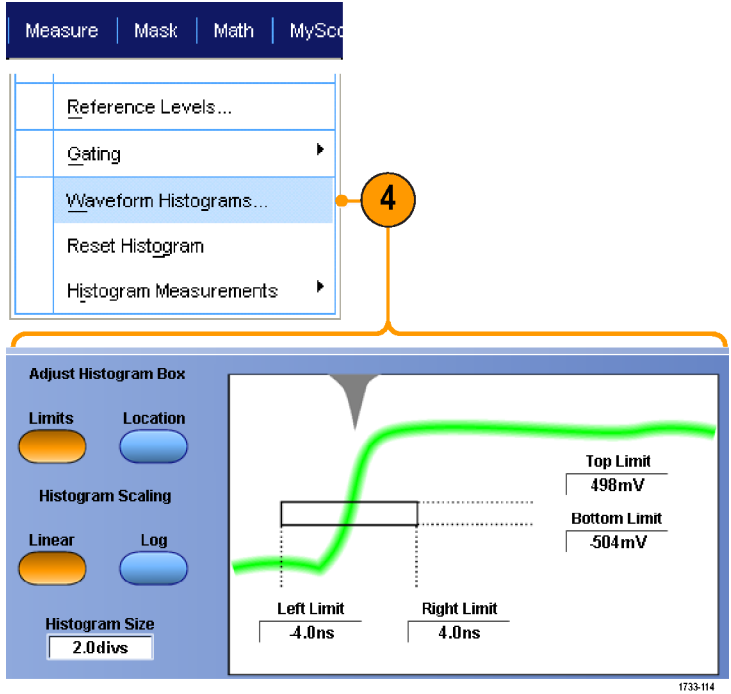 Measure | Mask | Math | MySco
Reference Levels...
Gating
Waveform Histograms...
4
Reset Histogram
Histogram Measurements
Adjust Histogram Box
Limits Location
Histogram Scaling
Linear Log
Histogram Size
2.0divs
Top Limit
498mV
Bottom Limit
-504mV
Left Limit Right Limit
-4.0ns 4.0ns
1733-114